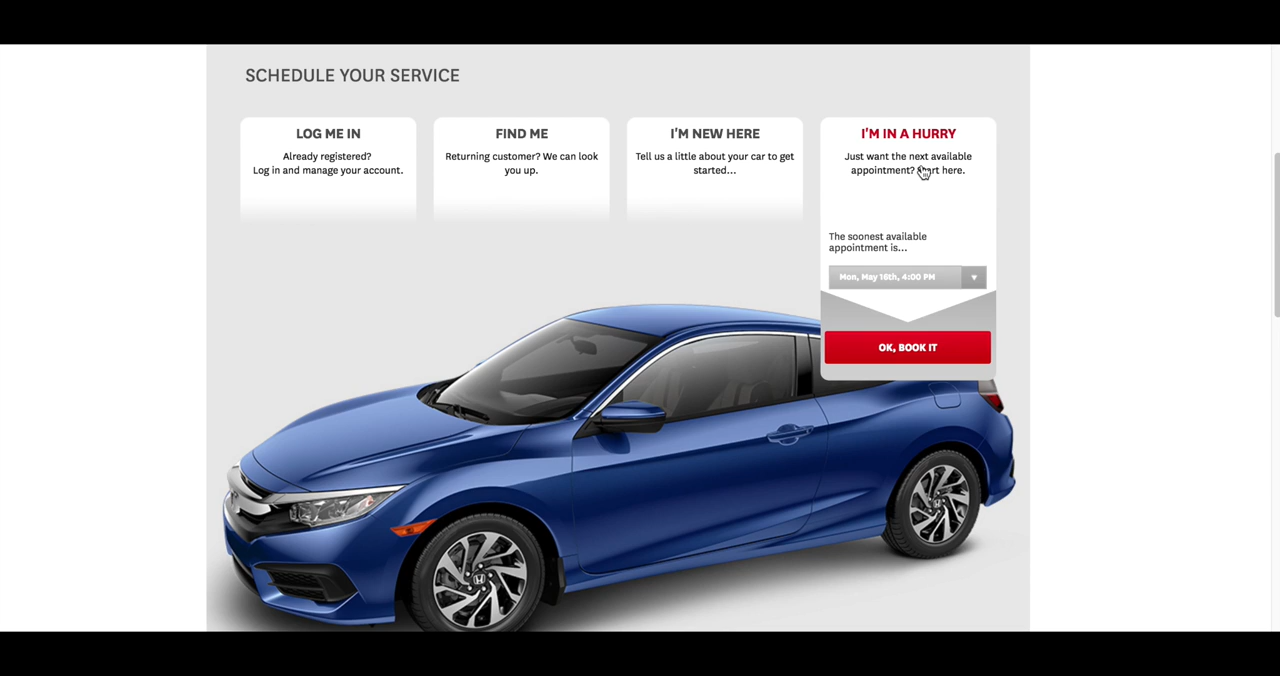 SCHEDULE YOUR SERVICE
LOG ME IN
Already registered?
Log in and manage your account.
FIND ME
Returning customer? We can look
you up.
I'M NEW HERE
Tell us a little about your car to get
started...
I'M IN A HURRY
Just want the next available
appointment? Start here.
The soonest available
appointment is...
Mon, May 16th, 4:00 PM
OK, BOOK IT